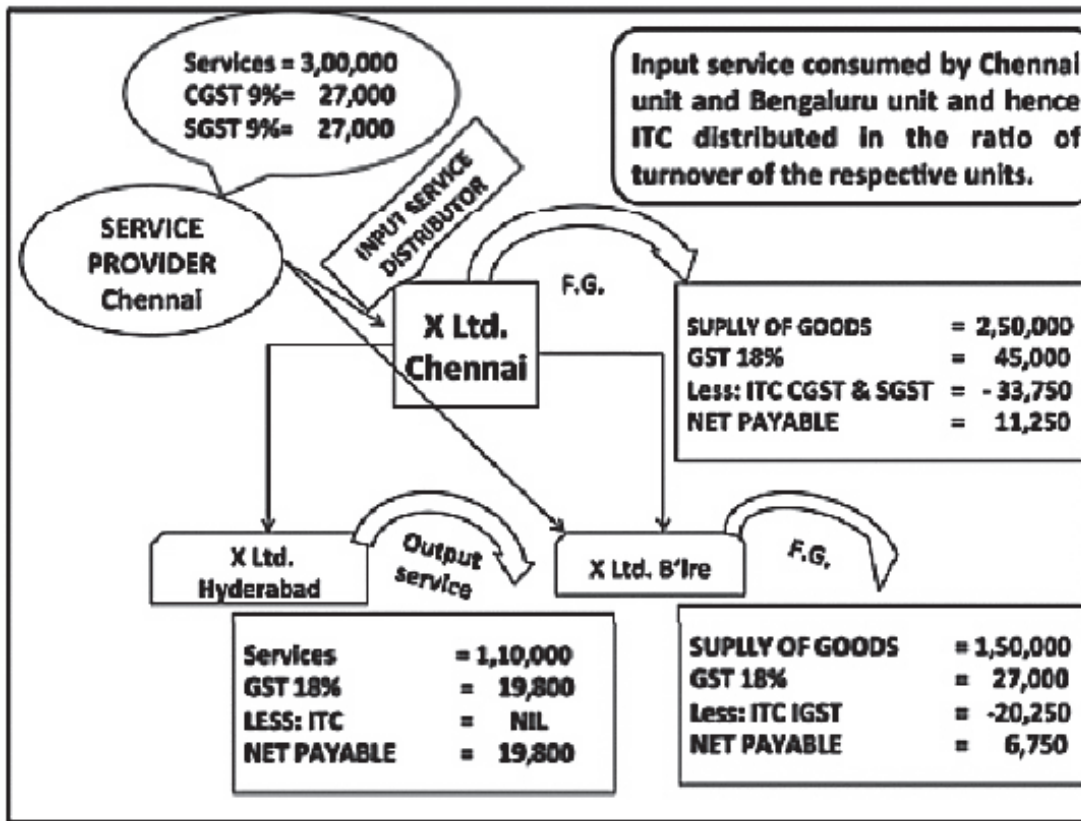 Services = 3,00,000
CGST 9%= 27,000
SGST 9%= 27,000
Input service consumed by Chennai
unit and Bengaluru unit and hence
ITC distributed in the ratio of
turnover of the respective units.
SERVICE
PROVIDER
Chennai
INPUT SERVICE
DISTRIBUTOR
F.G.
X Ltd.
Chennai
SUPLLY OF GOODS = 2,50,000
GST 18% = 45,000
Less: ITC CGST & SGST = - 33,750
NET PAYABLE = 11,250
X Ltd.
Hyderabad
Output
service
X Ltd. B'lre
F.G.
Services = 1,10,000
GST 18% = 19,800
LESS: ITC = NIL
NET PAYABLE = 19,800
SUPLLY OF GOODS = 1,50,000
GST 18% = 27,000
Less: ITC IGST = -20,250
NET PAYABLE = 6,750